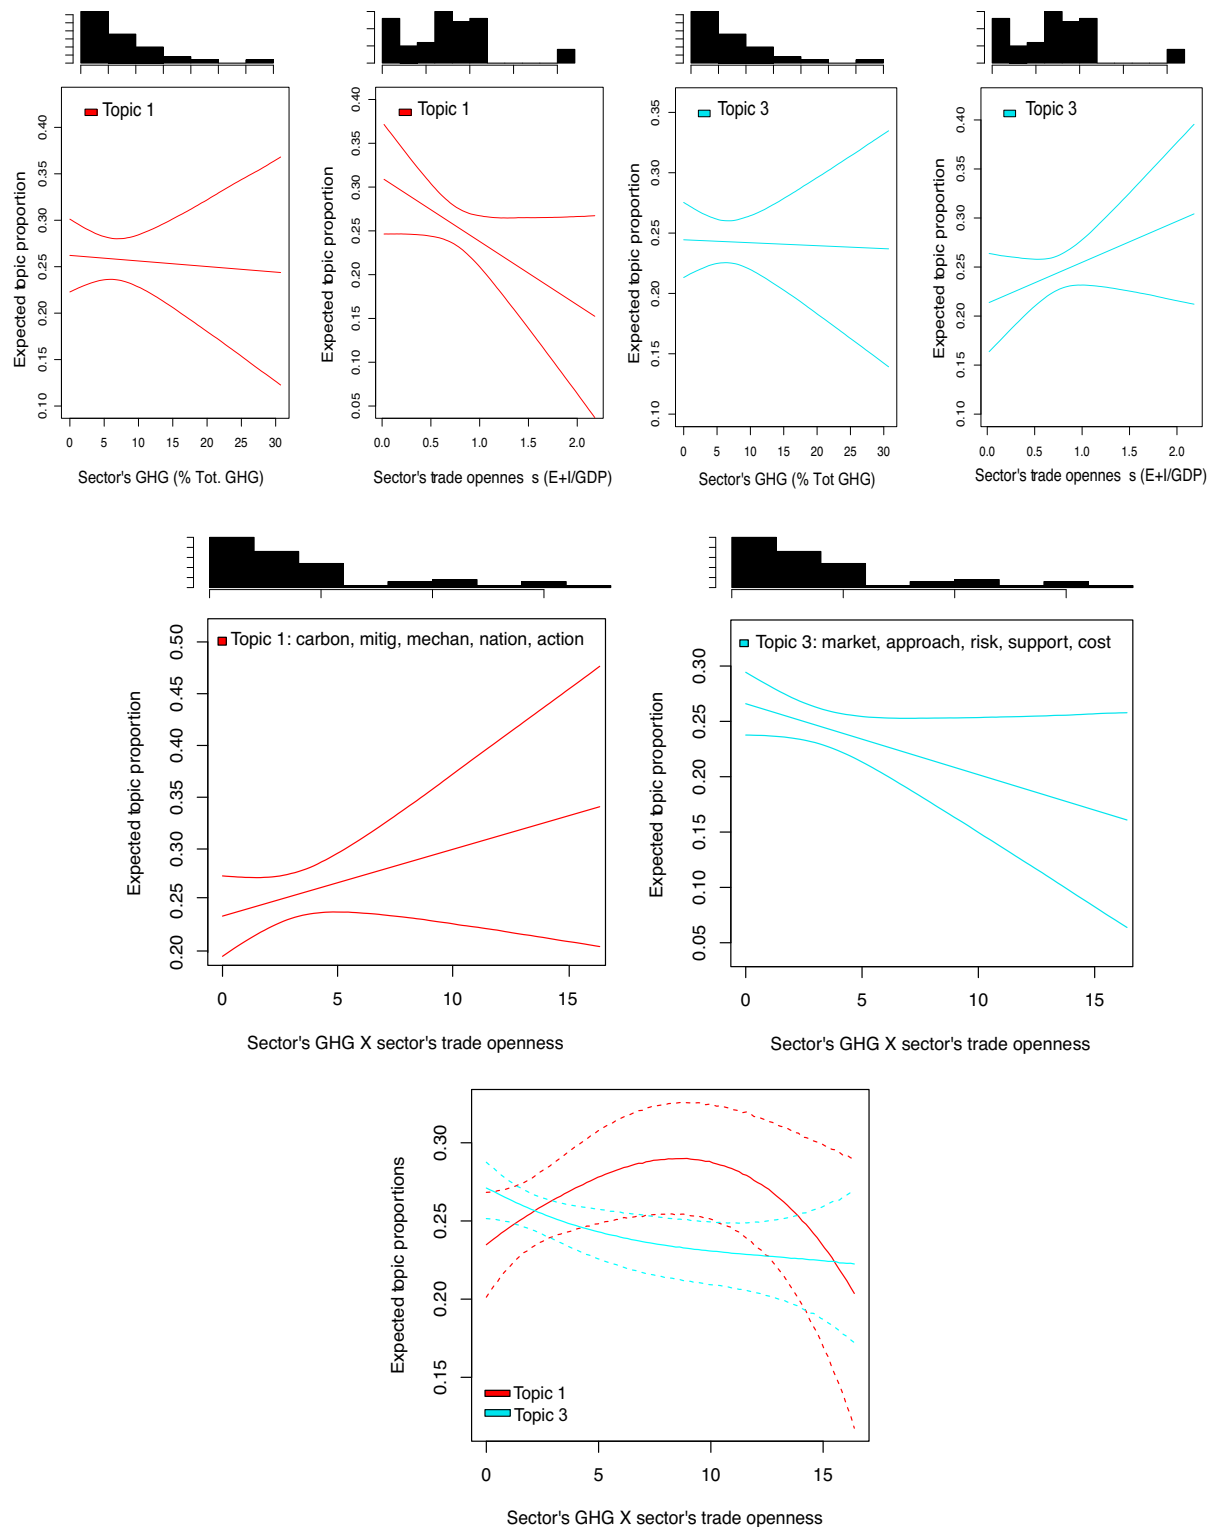 Topic 1
Expected topic proportion
0.40
0.35
0.30
0.25
0.20
0.15
0.10
0 5 10 15 20 25 30
Sector's GHG (% Tot. GHG)
Topic 1
Expected topic proportion
0.40
0.35
0.30
0.25
0.20
0.15
0.10
0.05
0.0 0.5 1.0 1.5 2.0
Sector's trade opennes s (E+I/GDP)
Topic 3
Expected topic proportion
0.35
0.30
0.25
0.20
0.15
0.10
0 5 10 15 20 25 30
Sector's GHG (% Tot GHG)
Topic 3
Expected topic proportion
0.40
0.35
0.30
0.25
0.20
0.15
0.10
0.0 0.5 1.0 1.5 2.0
Sector's trade opennes s (E+I/GDP)
Topic 1: carbon, mitig, mechan, nation, action
Expected topic proportion
0.50
0.45
0.40
0.35
0.30
0.25
0.20
0 5 10 15
Sector's GHG X sector's trade openness
Topic 3: market, approach, risk, support, cost
Expected topic proportion
0.30
0.25
0.20
0.15
0.10
0.05
0 5 10 15
Sector's GHG X sector's trade openness
Expected topic proportions
0.30
0.25
0.20
0.15
Topic 1
Topic 3
0 5 10 15
Sector's GHG X sector's trade openness